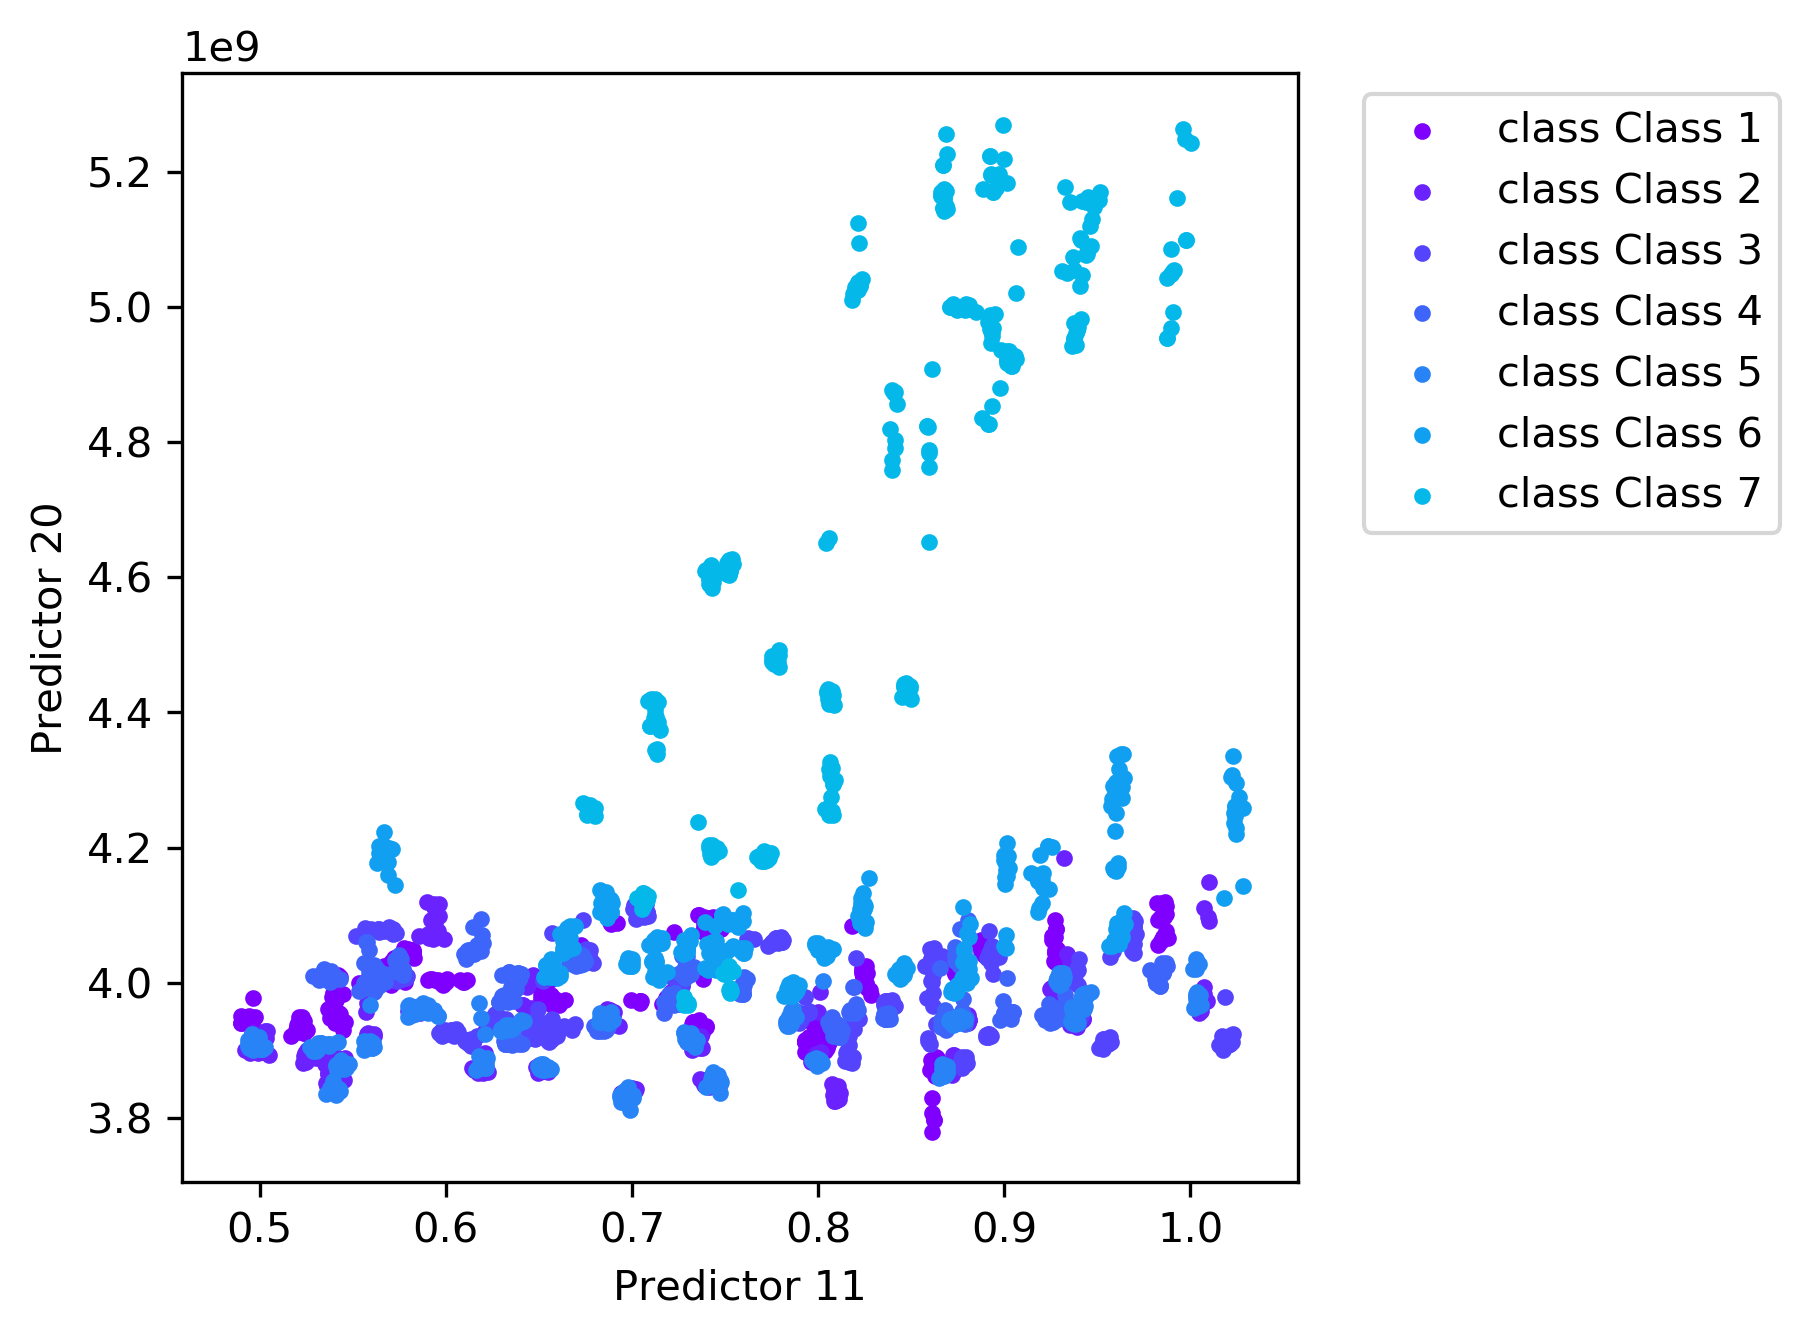 1e9
5.2
5.0
4.8
4.6
4.4
4.2
4.0
3.8
Predictor 20
0.5 0.6 0.7 0.8 0.9 1.0
Predictor 11
class Class 1
class Class 2
class Class 3
class Class 4
class Class 5
class Class 6
class Class 7